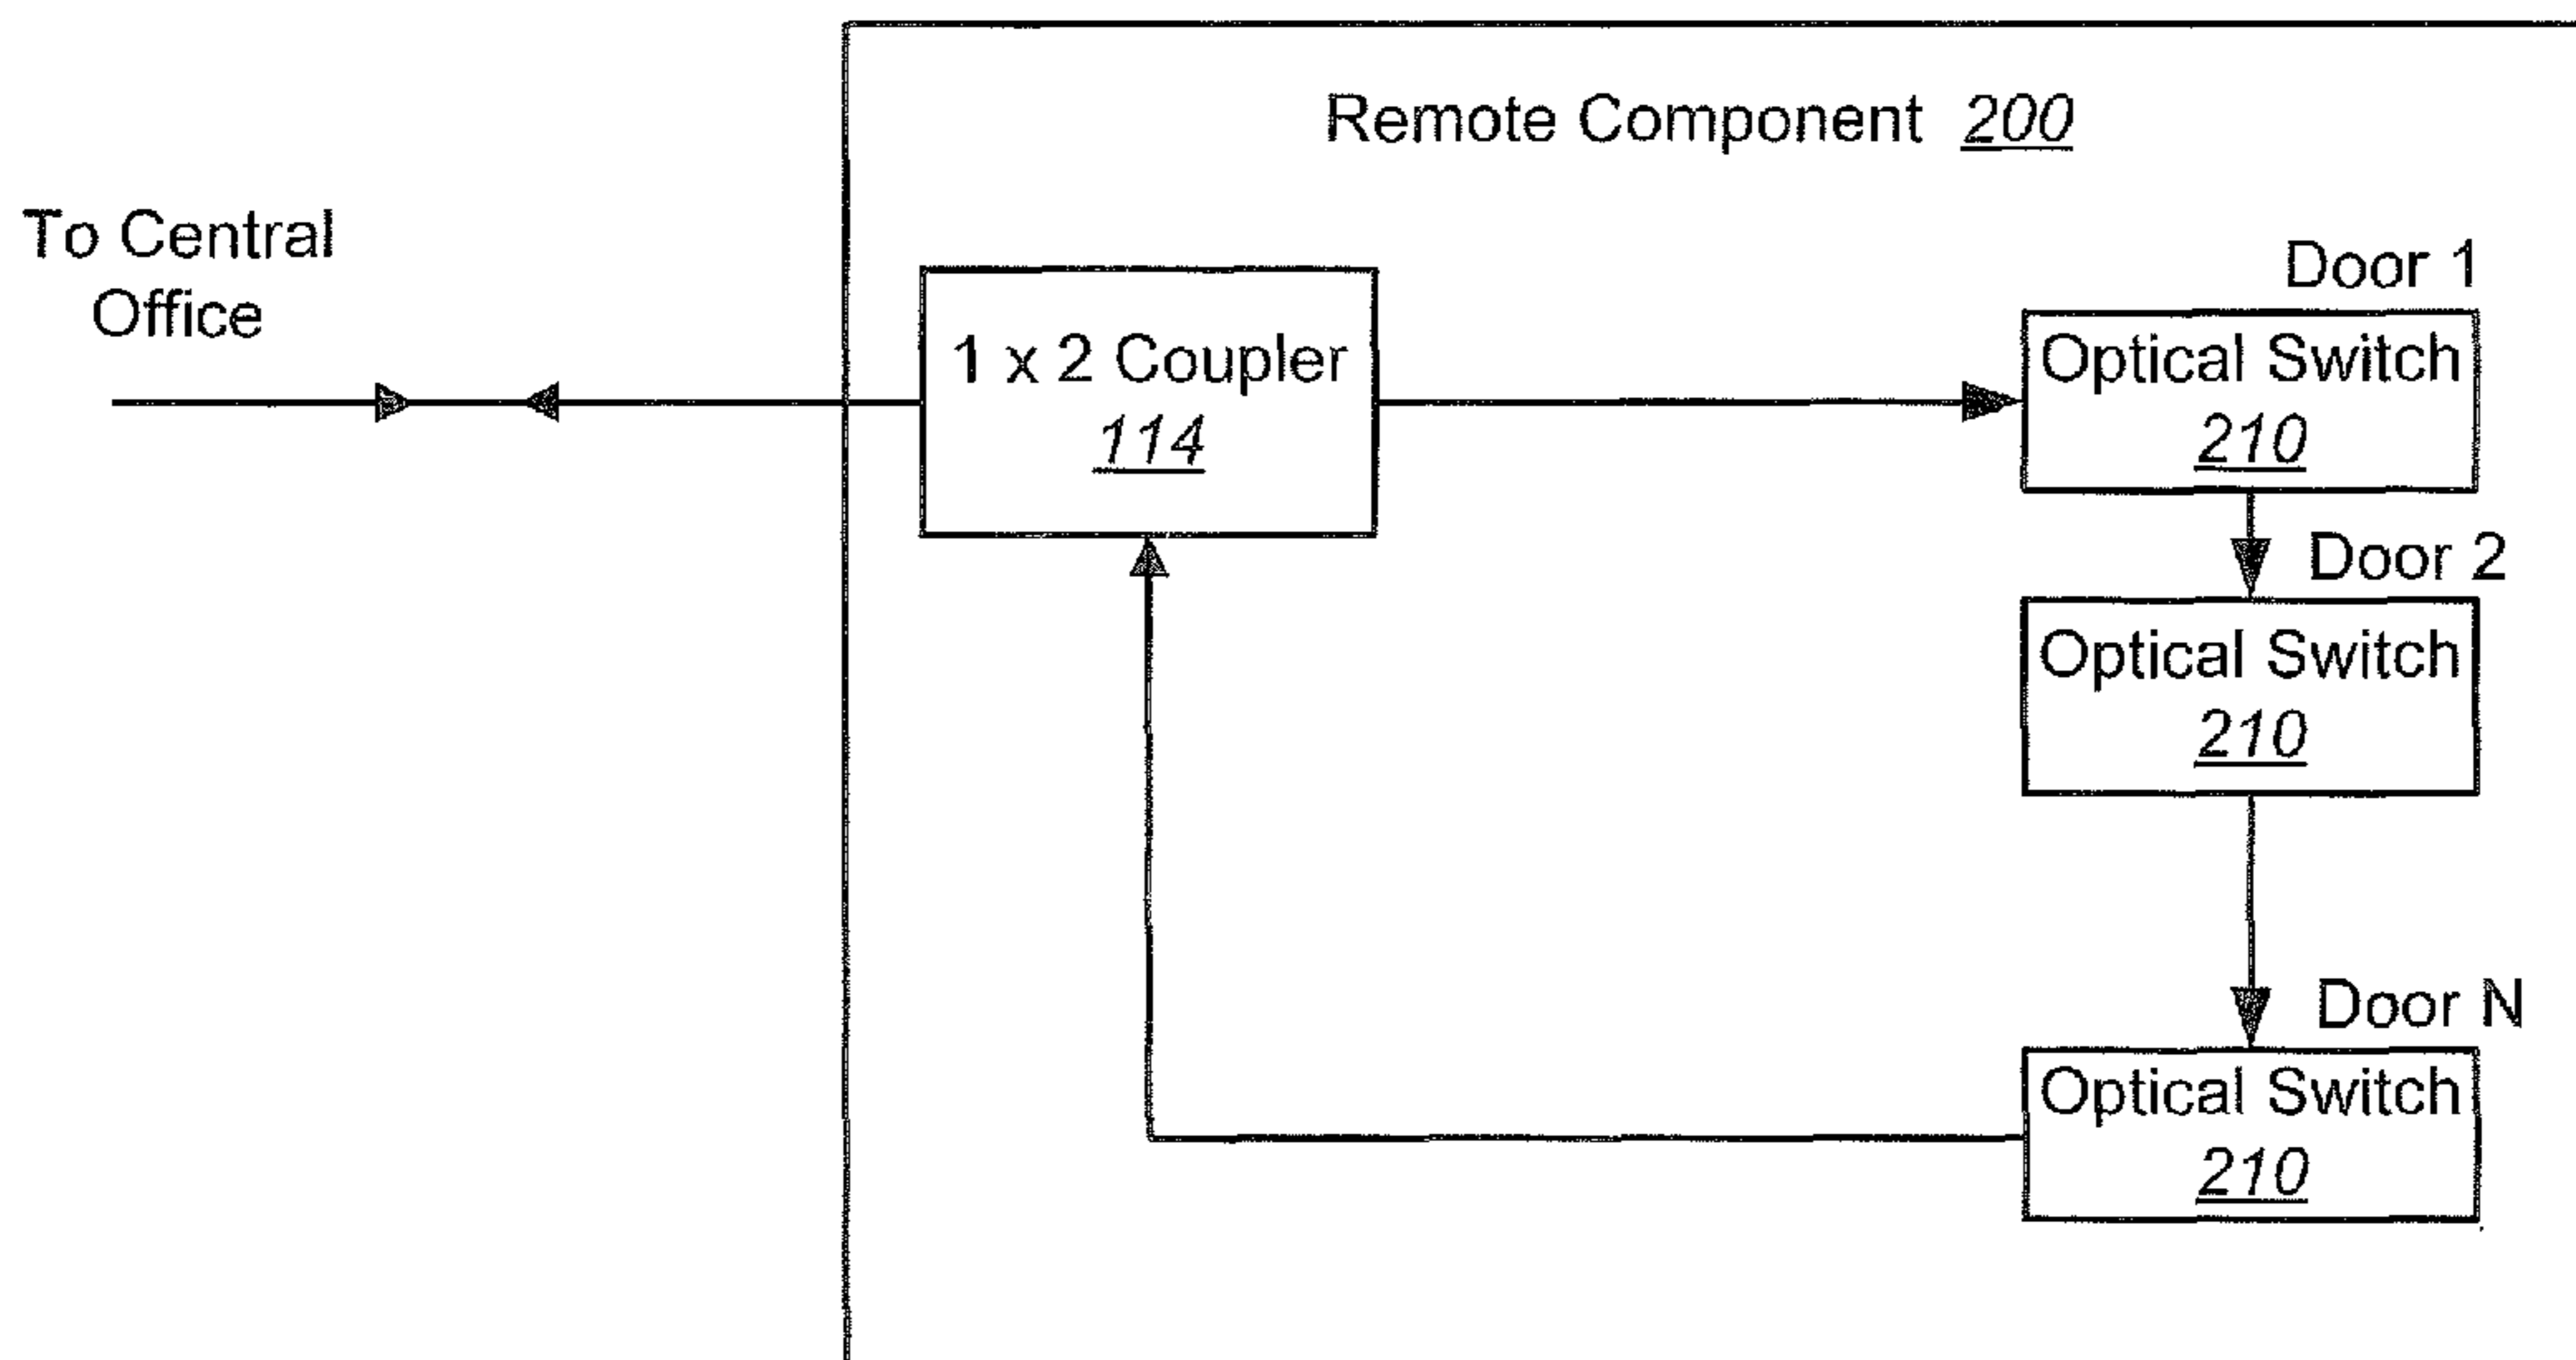 Remote Component 200
To Central
Office
1 x 2 Coupler
114
Door 1
Optical Switch
210
Door 2
Optical Switch
210
Door N
Optical Switch
210